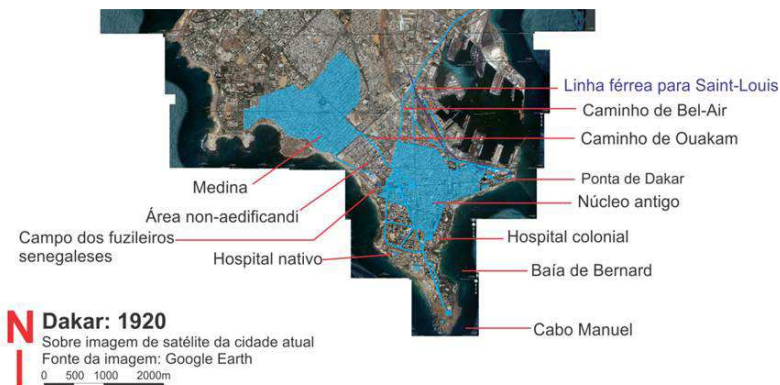 Linha férrea para Saint-Louis
Caminho de Bel-Air
Caminho de Ouakam
Ponta de Dakar
Medina
Núcleo antigo
Área non-aedificandi
Campo dos fuzileiros
senegaleses
Hospital colonial
Hospital nativo
Baía de Bernard
Cabo Manuel
N
Dakar: 1920
Sobre imagem de satélite da cidade atual
Fonte da imagem: Google Earth
0 500 1000 2000m